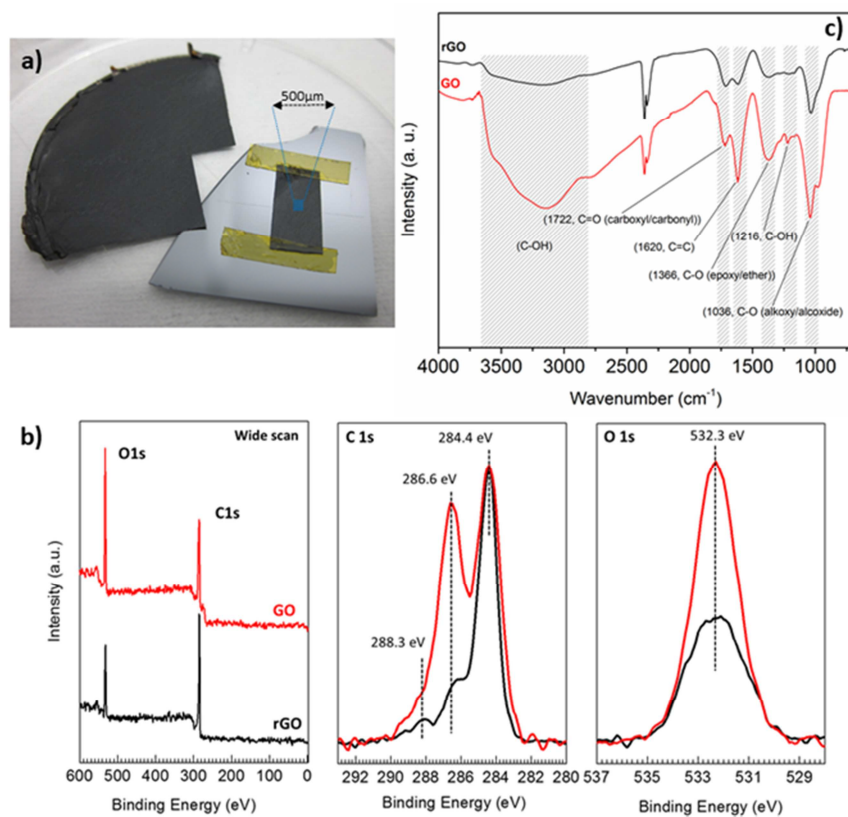 a)
500μm
c)
rGO
GO
Intensity (a. u.)
(1722, C=O (carboxyl/carbonyl))
(C-OH)
(1216, C-OH)
(1620, C=C)
(1366, C-O (epoxy/ether))
(1036, C-O (alkoxy/alcoxide)
4000 3500 3000 2500 2000 1500 1000
Wavenumber (cm⁻¹)
b)
Wide scan
O1s
C1s
GO
rGO
Intensity (a.u.)
600 500 400 300 200 100 0
Binding Energy (eV)
C 1s
284.4 eV
286.6 eV
288.3 eV
292 290 288 286 284 282 280
Binding Energy (eV)
O 1s
532.3 eV
537 535 533 531 529
Binding Energy (eV)